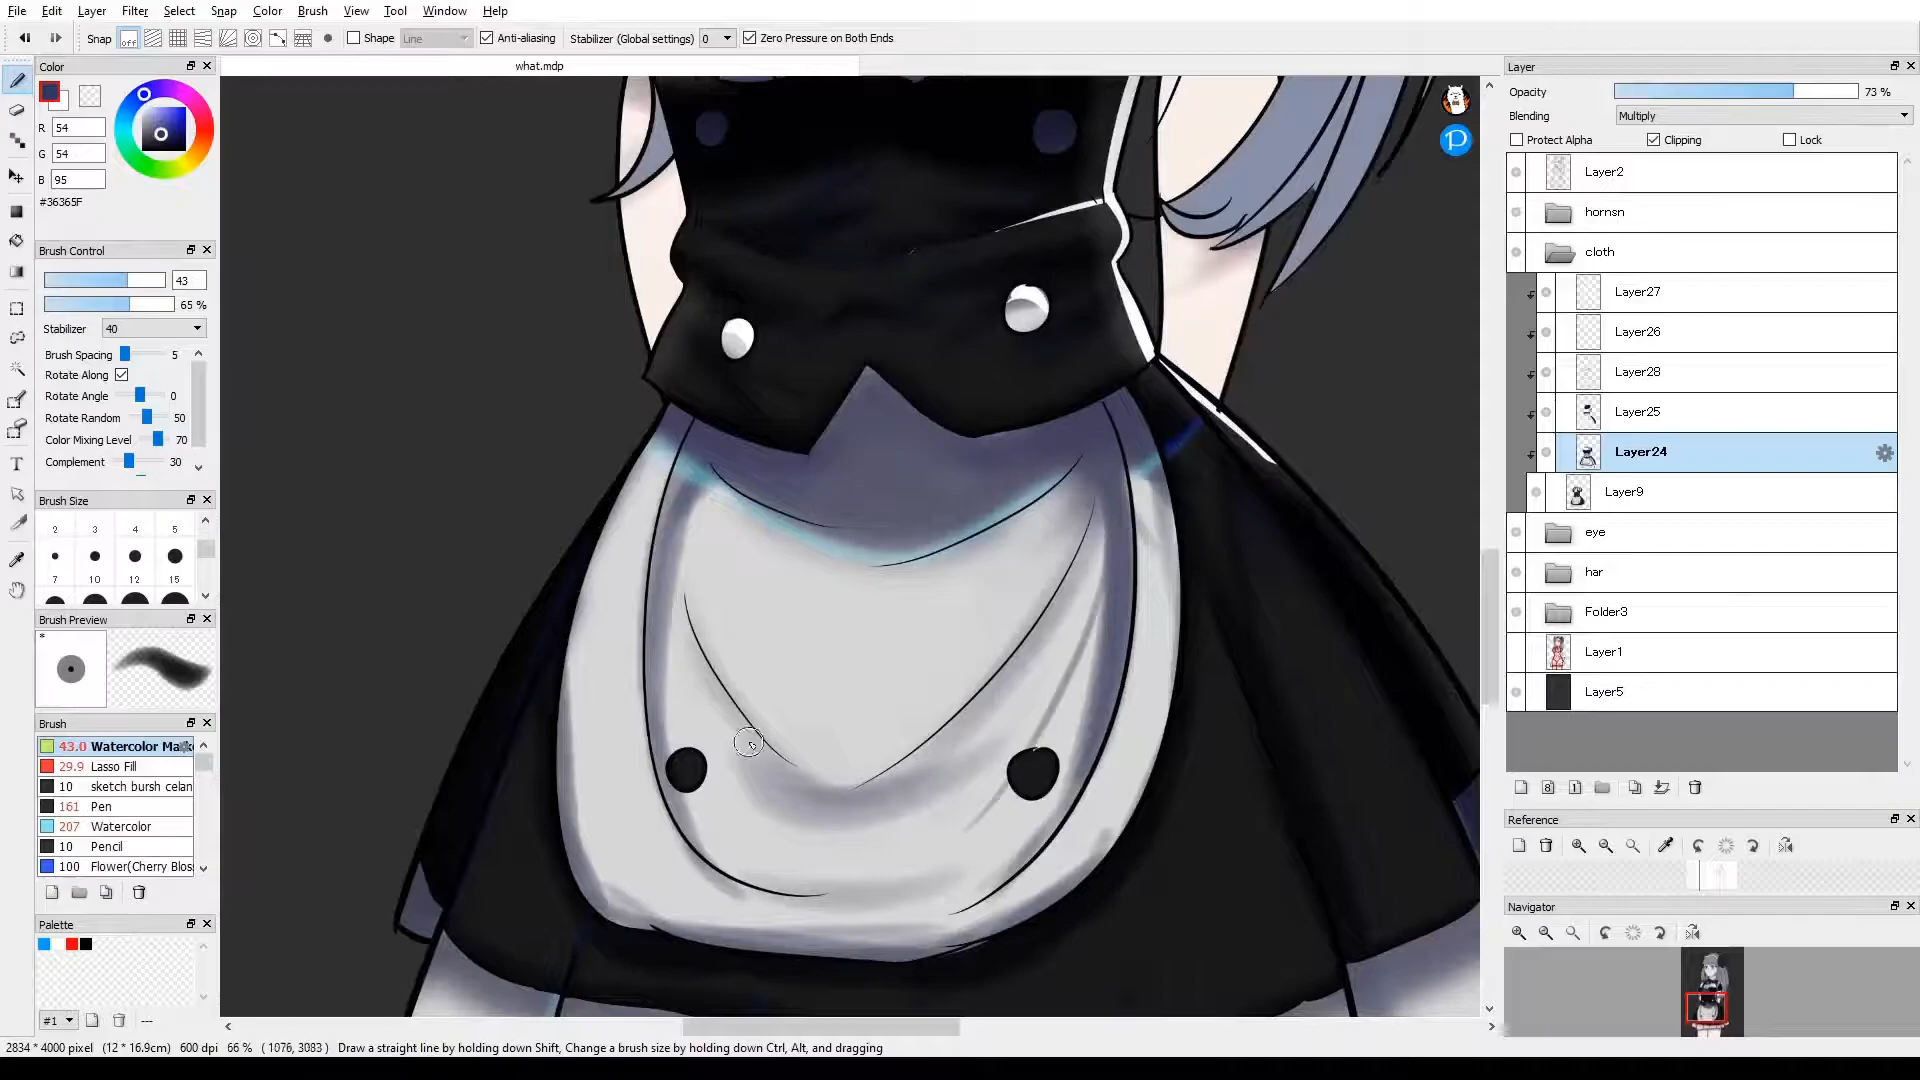 File Edit Layer Filter Select Snap Color Brush View Tool Window Help
Snap off Shape Line Anti-aliasing Stabilizer (Global settings) 0 Zero Pressure on Both Ends
what.mdp
Color
R 54
G 54
B 95
#36365F
Brush Control
43
65 %
Stabilizer 40
Brush Spacing 5
Rotate Along
Rotate Angle 0
Rotate Random 50
Color Mixing Level 70
Complement 30
Brush Size
2 3 4 5
7 10 12 15
Brush Preview
*
Brush
43.0 Watercolor Ma
29.9 Lasso Fill
10 sketch bursh celan
161 Pen
207 Watercolor
10 Pencil
100 Flower(Cherry Blos
Palette
#1 ---
Layer
Opacity 73 %
Blending Multiply
Protect Alpha Clipping Lock
Layer2
hornsn
cloth
Layer27
Layer26
Layer28
Layer25
Layer24
Layer9
eye
har
Folder3
Layer1
Layer5
8 1
Reference
Navigator
P
2834 * 4000 pixel (12 * 16.9cm) 600 dpi 66 % ( 1076, 3083 ) Draw a straight line by holding down Shift, Change a brush size by holding down Ctrl, Alt, and dragging